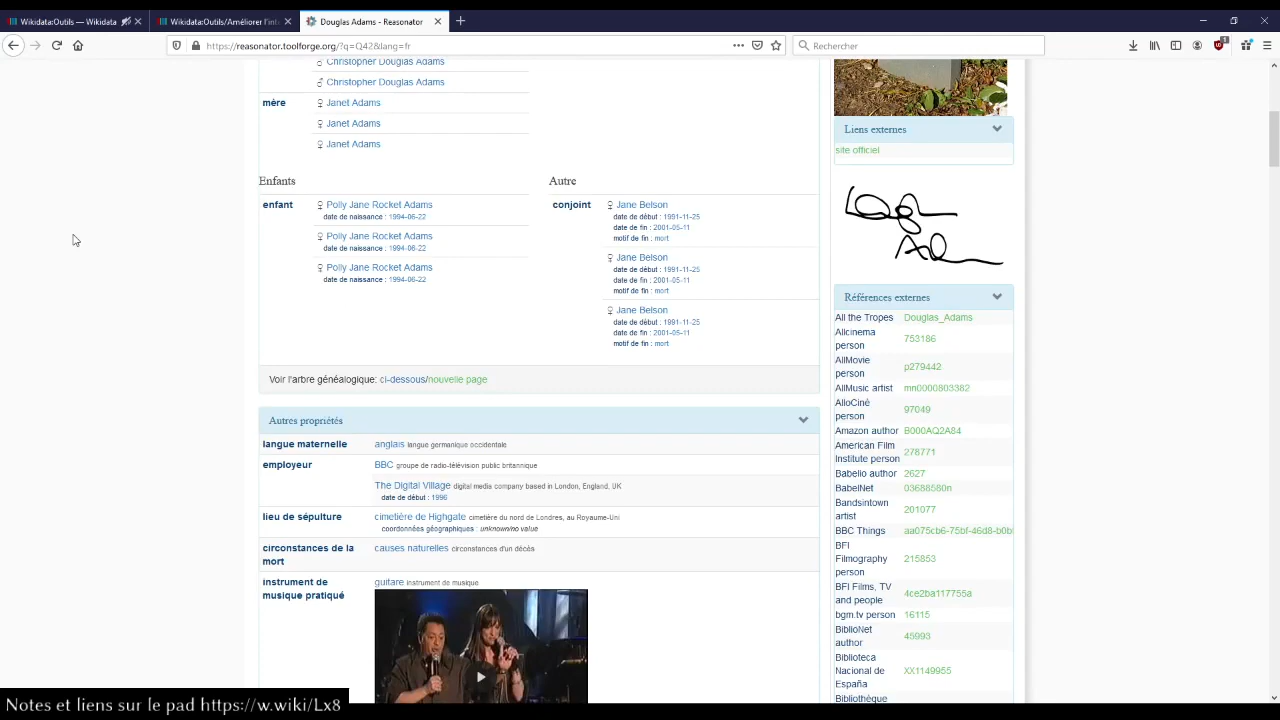 Wikidata:Outils — Wikidata
Wikidata:Outils/Améliorer l'inte
Douglas Adams - Reasonator
https://reasonator.toolforge.org/?q=Q42&lang=fr
Rechercher
Christopher Douglas Adams
Christopher Douglas Adams
mère
Janet Adams
Janet Adams
Janet Adams
Enfants
enfant
Polly Jane Rocket Adams
date de naissance : 1994-06-22
Polly Jane Rocket Adams
date de naissance : 1994-06-22
Polly Jane Rocket Adams
date de naissance : 1994-06-22
Autre
conjoint
Jane Belson
date de début : 1991-11-25
date de fin : 2001-05-11
motif de fin : mort
Jane Belson
date de début : 1991-11-25
date de fin : 2001-05-11
motif de fin : mort
Jane Belson
date de début : 1991-11-25
date de fin : 2001-05-11
motif de fin : mort
Voir l'arbre généalogique: ci-dessous/nouvelle page
Autres propriétés
langue maternelle
anglais langue germanique occidentale
employeur
BBC groupe de radio-télévision public britannique
The Digital Village digital media company based in London, England, UK
date de début : 1996
lieu de sépulture
cimetière de Highgate cimetière du nord de Londres, au Royaume-Uni
coordonnées géographiques : unknown/no value
circonstances de la
mort
causes naturelles circonstances d'un décès
instrument de
musique pratiqué
guitare instrument de musique
Liens externes
site officiel
Références externes
All the Tropes Douglas_Adams
Allcinema
person
753186
AllMovie
person
p279442
AllMusic artist mn0000803382
AlloCiné
person
97049
Amazon author B000AQ2A84
American Film
Institute person
278771
Babelio author 2627
BabelNet 03688580n
Bandsintown
artist
201077
BBC Things aa075cb6-75bf-46d8-b0b
BFI
Filmography
person
215853
BFI Films, TV
and people
4ce2ba117755a
bgm.tv person 16115
BiblioNet
author
45993
Biblioteca
Nacional de
España
XX1149955
Bibliothèque
Notes et liens sur le pad https://w.wiki/Lx8